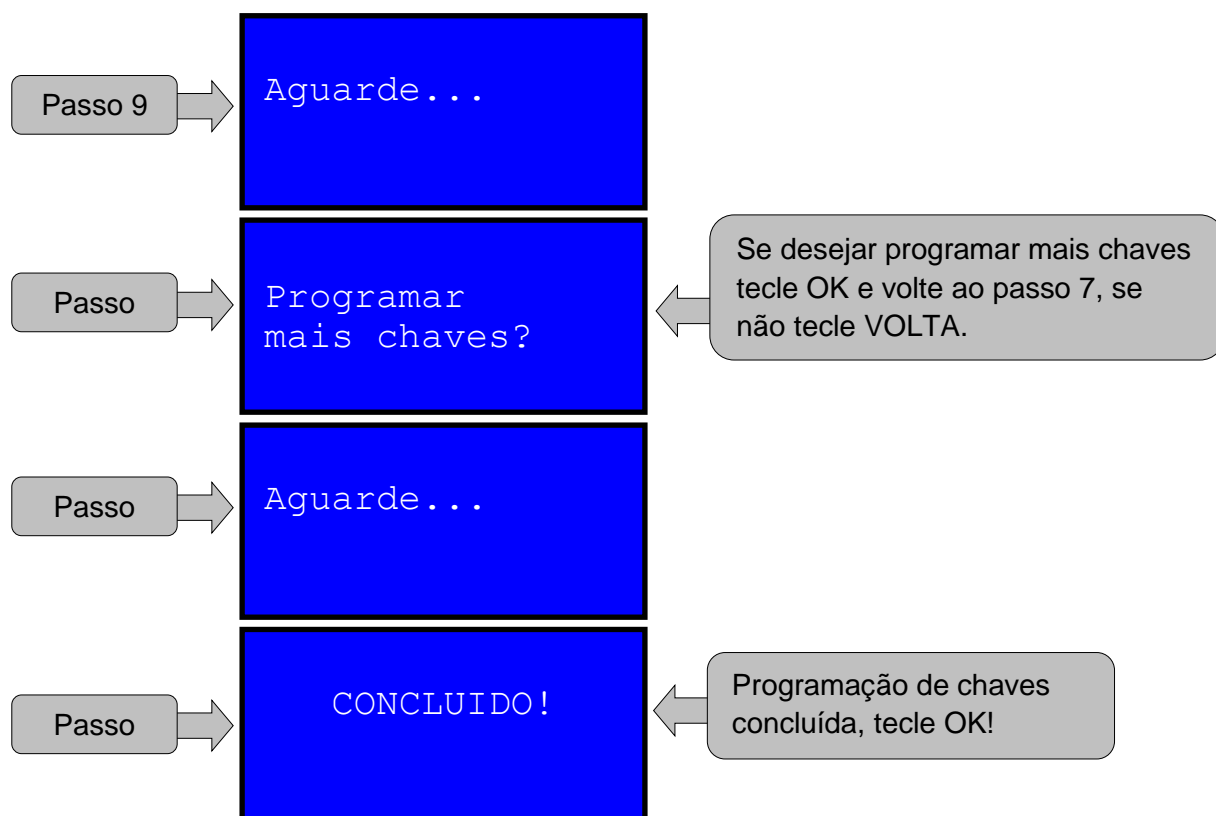 Passo 9
Aguarde...
Passo
Programar
mais chaves?
Se desejar programar mais chaves
tecle OK e volte ao passo 7, se
não tecle VOLTA.
Passo
Aguarde...
Passo
CONCLUIDO!
Programação de chaves
concluída, tecle OK!